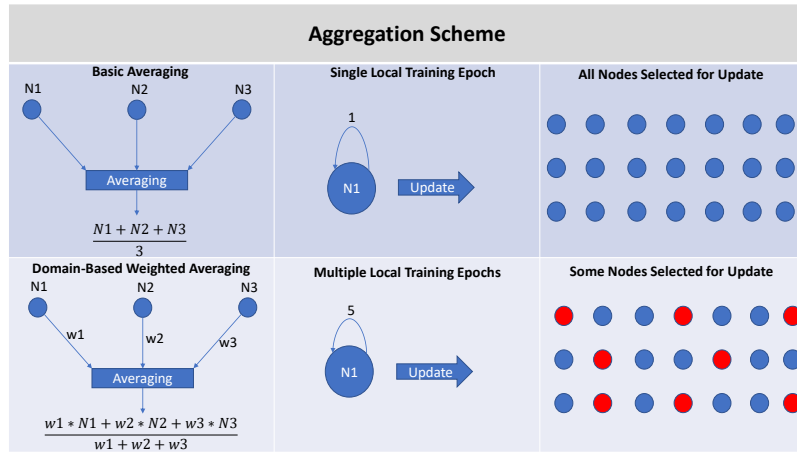 Aggregation Scheme
Basic Averaging
N1 N2 N3
Averaging
N1 + N2 + N3
3
Single Local Training Epoch
1
N1
Update
All Nodes Selected for Update
Domain-Based Weighted Averaging
N1 N2 N3
w1 w2 w3
Averaging
w1 * N1 + w2 * N2 + w3 * N3
w1 + w2 + w3
Multiple Local Training Epochs
5
N1
Update
Some Nodes Selected for Update